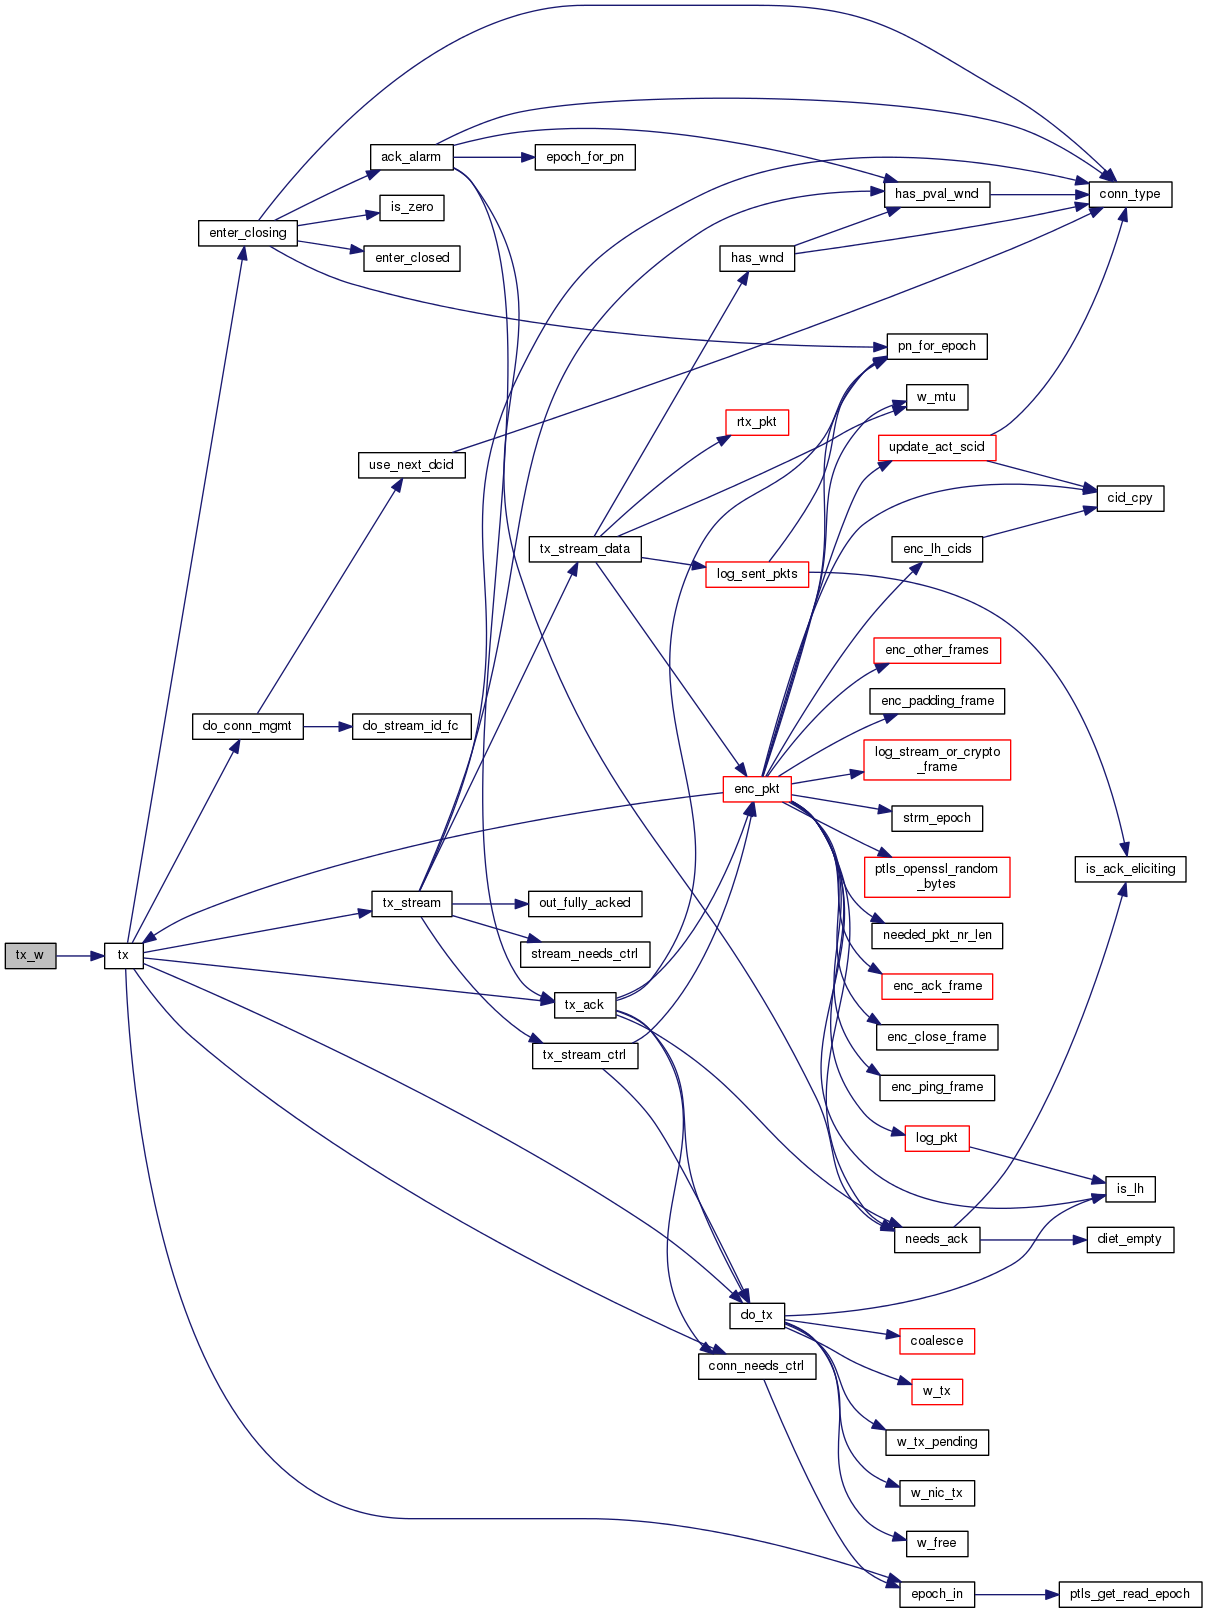 ack_alarm
epoch_for_pn
has_pval_wnd
conn_type
is_zero
enter_closing
enter_closed
has_wnd
pn_for_epoch
w_mtu
rtx_pkt
update_act_scid
use_next_dcid
cid_cpy
tx_stream_data
enc_lh_cids
log_sent_pkts
enc_other_frames
enc_padding_frame
do_conn_mgmt
do_stream_id_fc
log_stream_or_crypto
_frame
enc_pkt
strm_epoch
is_ack_eliciting
ptls_openssl_random
_bytes
tx_stream
out_fully_acked
needed_pkt_nr_len
tx_w
tx
stream_needs_ctrl
enc_ack_frame
tx_ack
enc_close_frame
tx_stream_ctrl
enc_ping_frame
log_pkt
is_lh
needs_ack
diet_empty
do_tx
coalesce
conn_needs_ctrl
w_tx
w_tx_pending
w_nic_tx
w_free
epoch_in
ptls_get_read_epoch